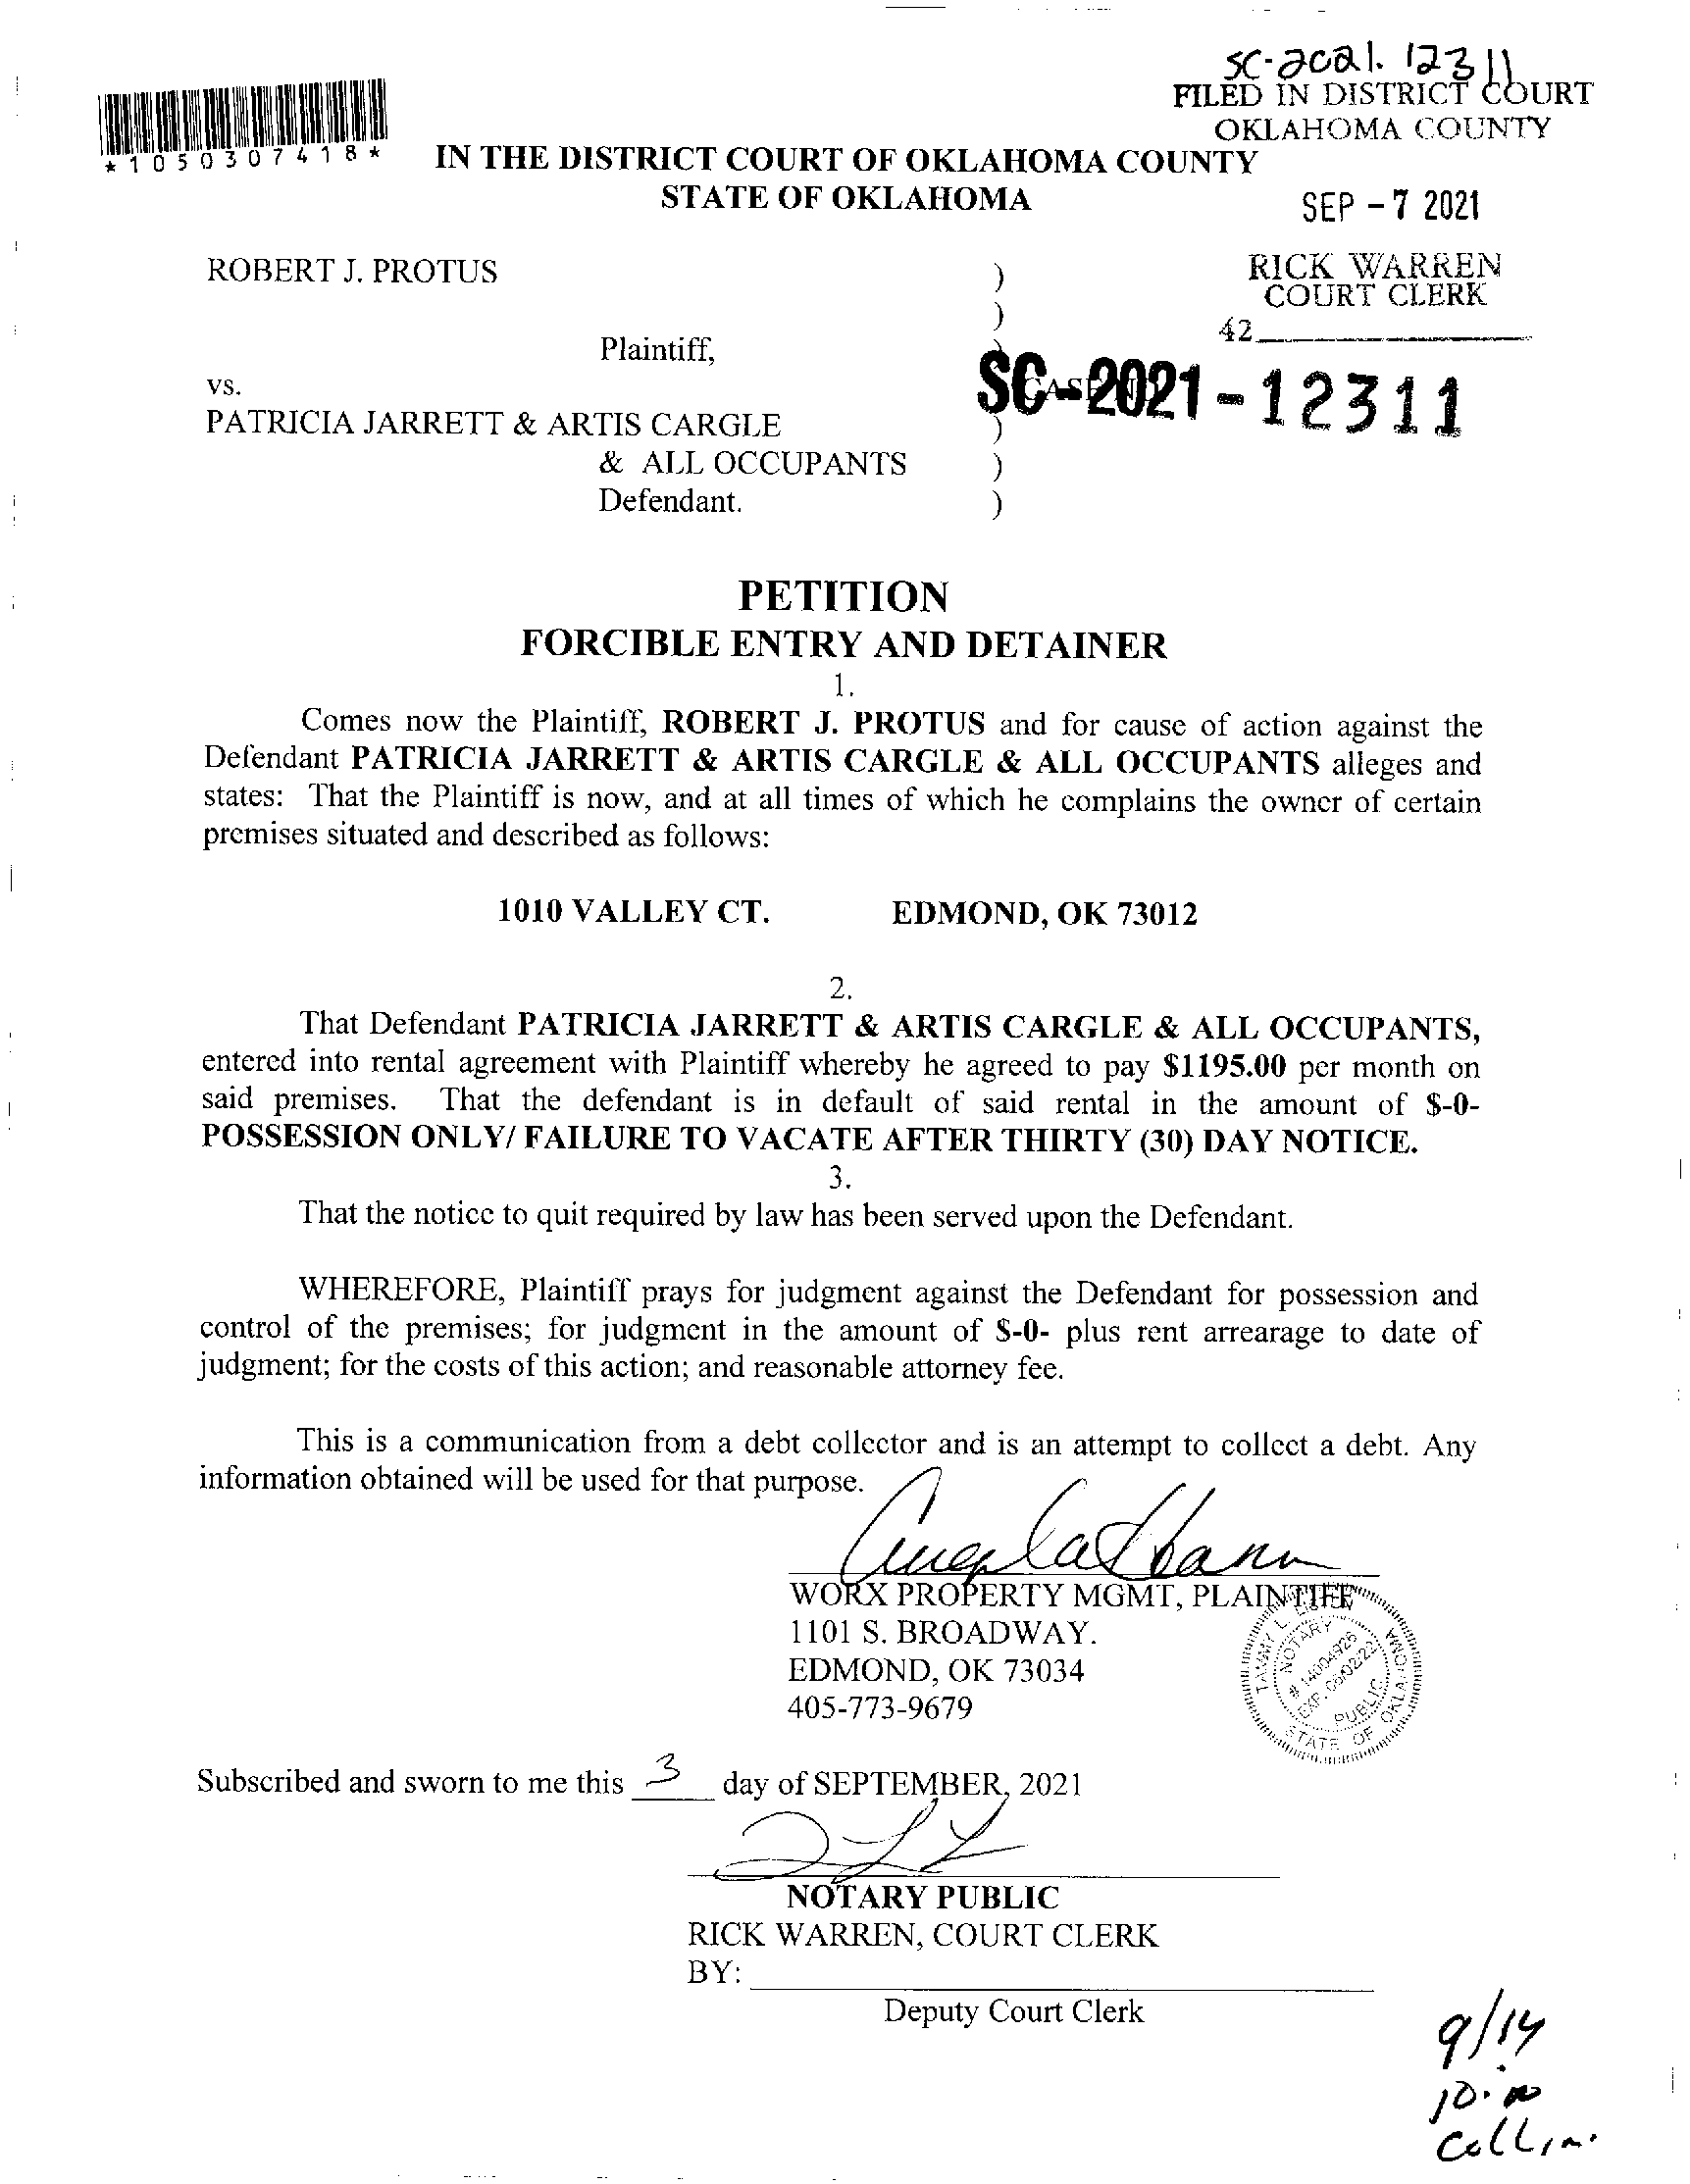 SC-2021-12311
FILED IN DISTRICT COURT
OKLAHOMA COUNTY
*1050307418*
IN THE DISTRICT COURT OF OKLAHOMA COUNTY
STATE OF OKLAHOMA
SEP -7 2021
ROBERT J. PROTUS )
RICK WARREN
COURT CLERK
)
42
Plaintiff, )
vs.
SC-2021-12311
PATRICIA JARRETT & ARTIS CARGLE )
& ALL OCCUPANTS )
Defendant. )
PETITION
FORCIBLE ENTRY AND DETAINER
1.
Comes now the Plaintiff, ROBERT J. PROTUS and for cause of action against the
Defendant PATRICIA JARRETT & ARTIS CARGLE & ALL OCCUPANTS alleges and
states: That the Plaintiff is now, and at all times of which he complains the owner of certain
premises situated and described as follows:
1010 VALLEY CT. EDMOND, OK 73012
2.
That Defendant PATRICIA JARRETT & ARTIS CARGLE & ALL OCCUPANTS,
entered into rental agreement with Plaintiff whereby he agreed to pay $1195.00 per month on
said premises. That the defendant is in default of said rental in the amount of $-0-
POSSESSION ONLY/ FAILURE TO VACATE AFTER THIRTY (30) DAY NOTICE.
3.
That the notice to quit required by law has been served upon the Defendant.
WHEREFORE, Plaintiff prays for judgment against the Defendant for possession and
control of the premises; for judgment in the amount of $-0- plus rent arrearage to date of
judgment; for the costs of this action; and reasonable attorney fee.
This is a communication from a debt collector and is an attempt to collect a debt. Any
information obtained will be used for that purpose.
WORX PROPERTY MGMT, PLAINTIFF
1101 S. BROADWAY.
EDMOND, OK 73034
405-773-9679
TAMMY L.
NOTARY PUBLIC
# 14004926
EXP.
STATE OF OKLAHOMA
Subscribed and sworn to me this 3 day of SEPTEMBER, 2021
NOTARY PUBLIC
RICK WARREN, COURT CLERK
BY:
Deputy Court Clerk
9/14